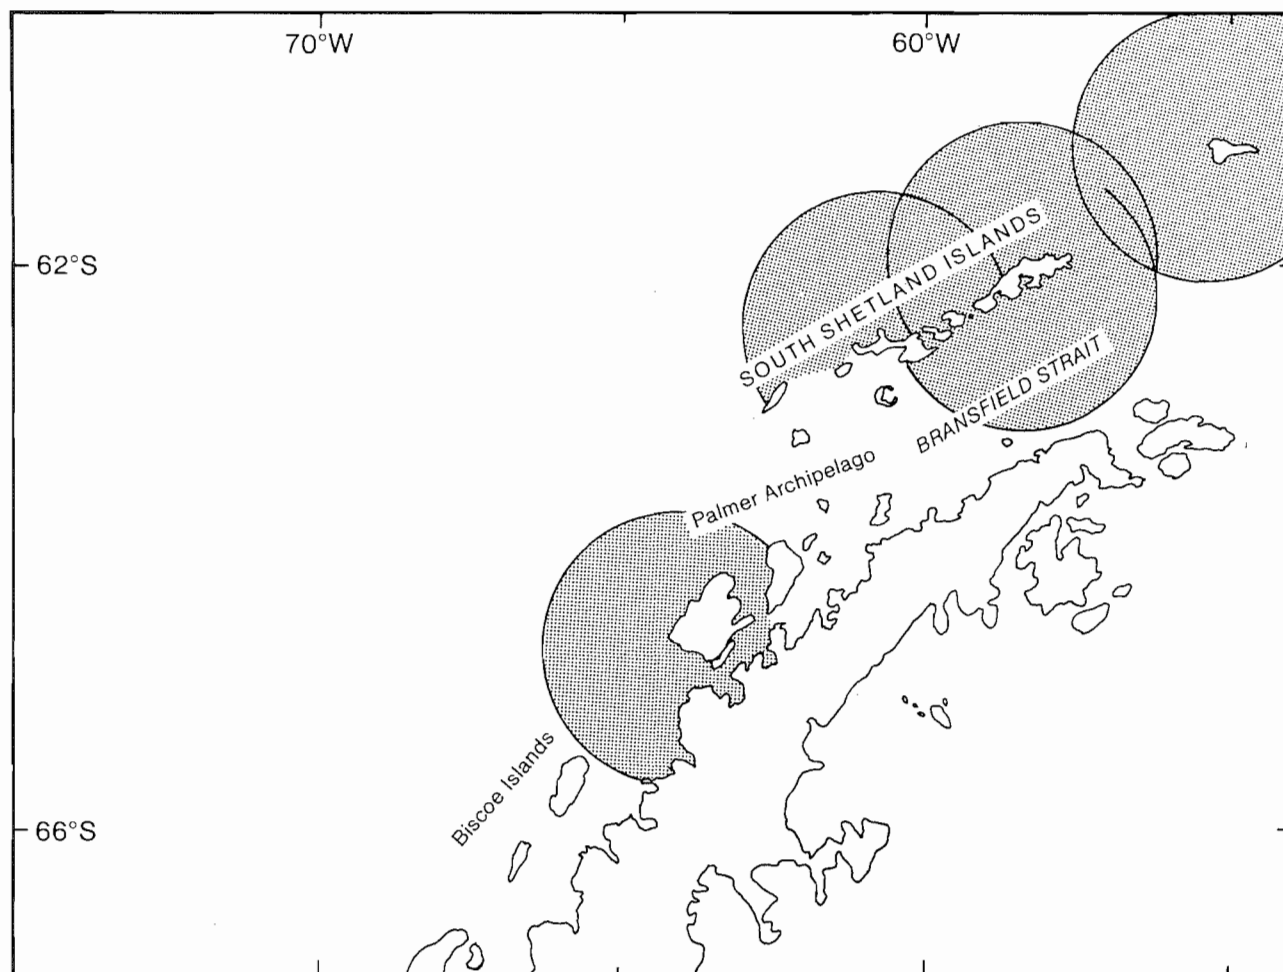 70°W
60°W
62°S
SOUTH SHETLAND ISLANDS
BRANSFIELD STRAIT
Palmer Archipelago
Biscoe Islands
66°S